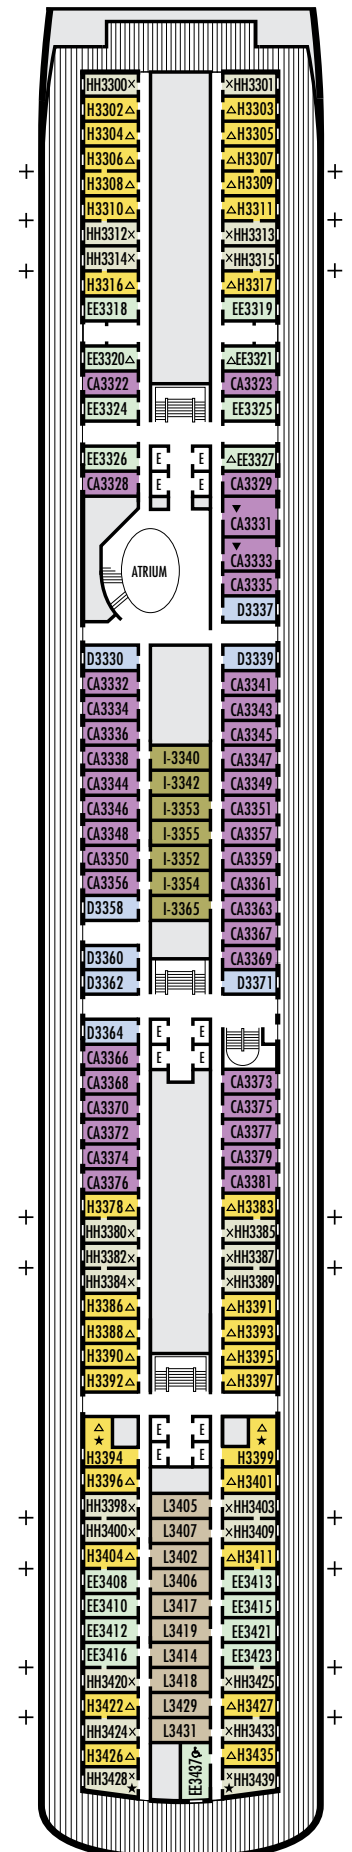 HH3300× ×HH3301
H3302△ △H3303
H3304△ △H3305
H3306△ △H3307
H3308△ △H3309
H3310△ △H3311
HH3312× ×HH3313
HH3314× ×HH3315
H3316△ △H3317
EE3318 EE3319
EE3320△ △EE3321
CA3322 CA3323
EE3324 EE3325
EE3326 E E △EE3327
CA3328 E E CA3329
▼
CA3331
▼
CA3333
ATRIUM CA3335
D3337
D3330 D3339
CA3332 CA3341
CA3334 CA3343
CA3336 CA3345
CA3338 I-3340 CA3347
CA3344 I-3342 CA3349
CA3346 I-3353 CA3351
CA3348 I-3355 CA3357
CA3350 I-3352 CA3359
CA3356 I-3354 CA3361
D3358 I-3365 CA3363
CA3367
D3360 CA3369
D3362 D3371
D3364 E E
CA3366 E E
CA3368 CA3373
CA3370 CA3375
CA3372 CA3377
CA3374 CA3379
CA3376 CA3381
H3378△ △H3383
HH3380× ×HH3385
HH3382× ×HH3387
HH3384× ×HH3389
H3386△ △H3391
H3388△ △H3393
H3390△ △H3395
H3392△ △H3397
△ E E △
★ E E ★
H3394 H3399
H3396△ △H3401
HH3398× L3405 ×HH3403
HH3400× L3407 ×HH3409
H3404△ L3402 △H3411
EE3408 L3406 EE3413
EE3410 L3417 EE3415
EE3412 L3419 EE3421
EE3416 L3414 EE3423
HH3420× L3418 ×HH3425
H3422△ L3429 △H3427
HH3424× L3431 ×HH3433
H3426△ EE3437 △H3435
HH3428×★ ×★HH3439